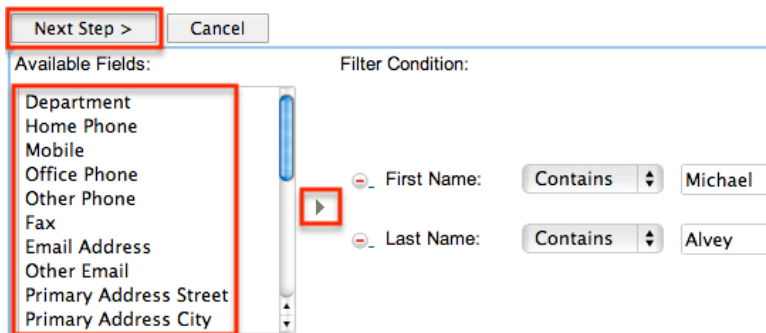 Next Step > Cancel
Available Fields: Filter Condition:
Department
Home Phone
Mobile
Office Phone
Other Phone
Fax
Email Address
Other Email
Primary Address Street
Primary Address City
First Name: Contains Michael
Last Name: Contains Alvey